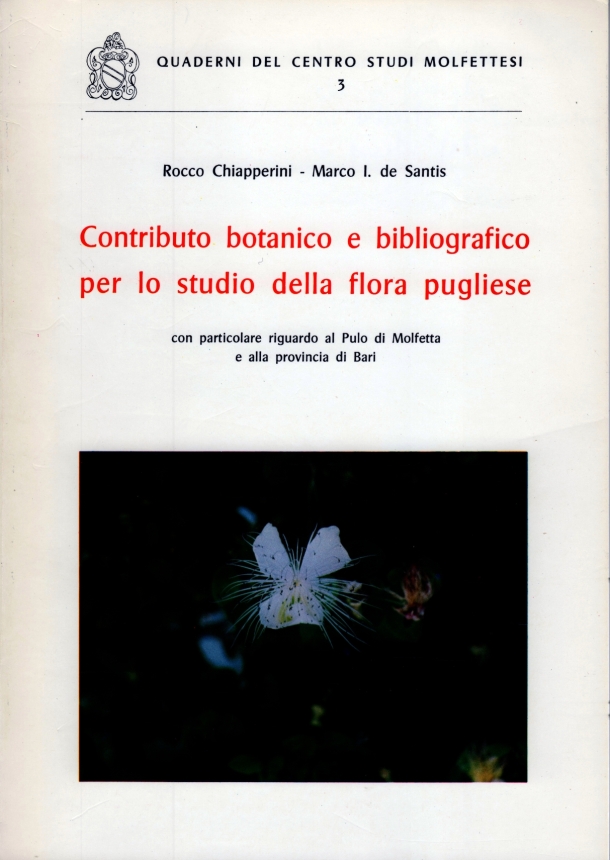 QUADERNI DEL CENTRO STUDI MOLFETTESI
3
Rocco Chiapperini - Marco I. de Santis
Contributo botanico e bibliografico
per lo studio della flora pugliese
con particolare riguardo al Pulo di Molfetta
e alla provincia di Bari